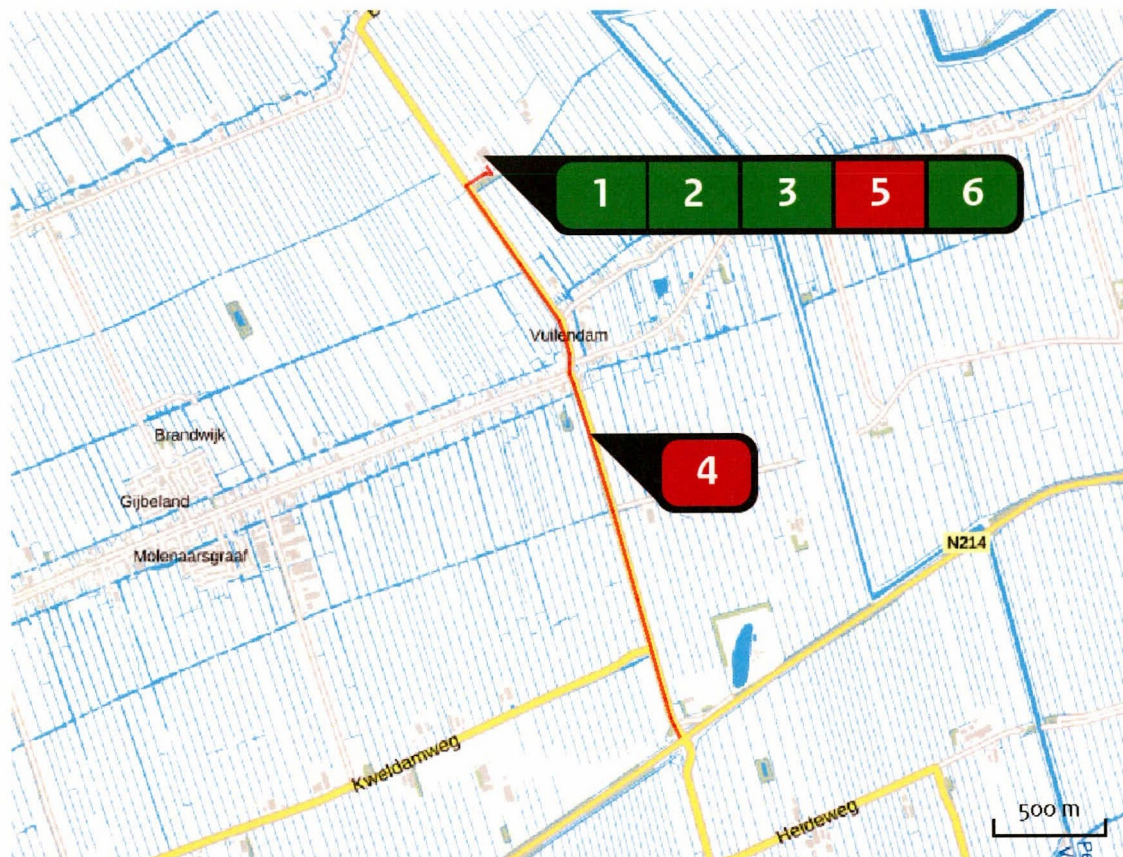 1 2 3 5 6
Vuilendam
Brandwijk
4
Gijbeland
N214
Molenaarsgraaf
Kweldamweg
Heideweg
500 m